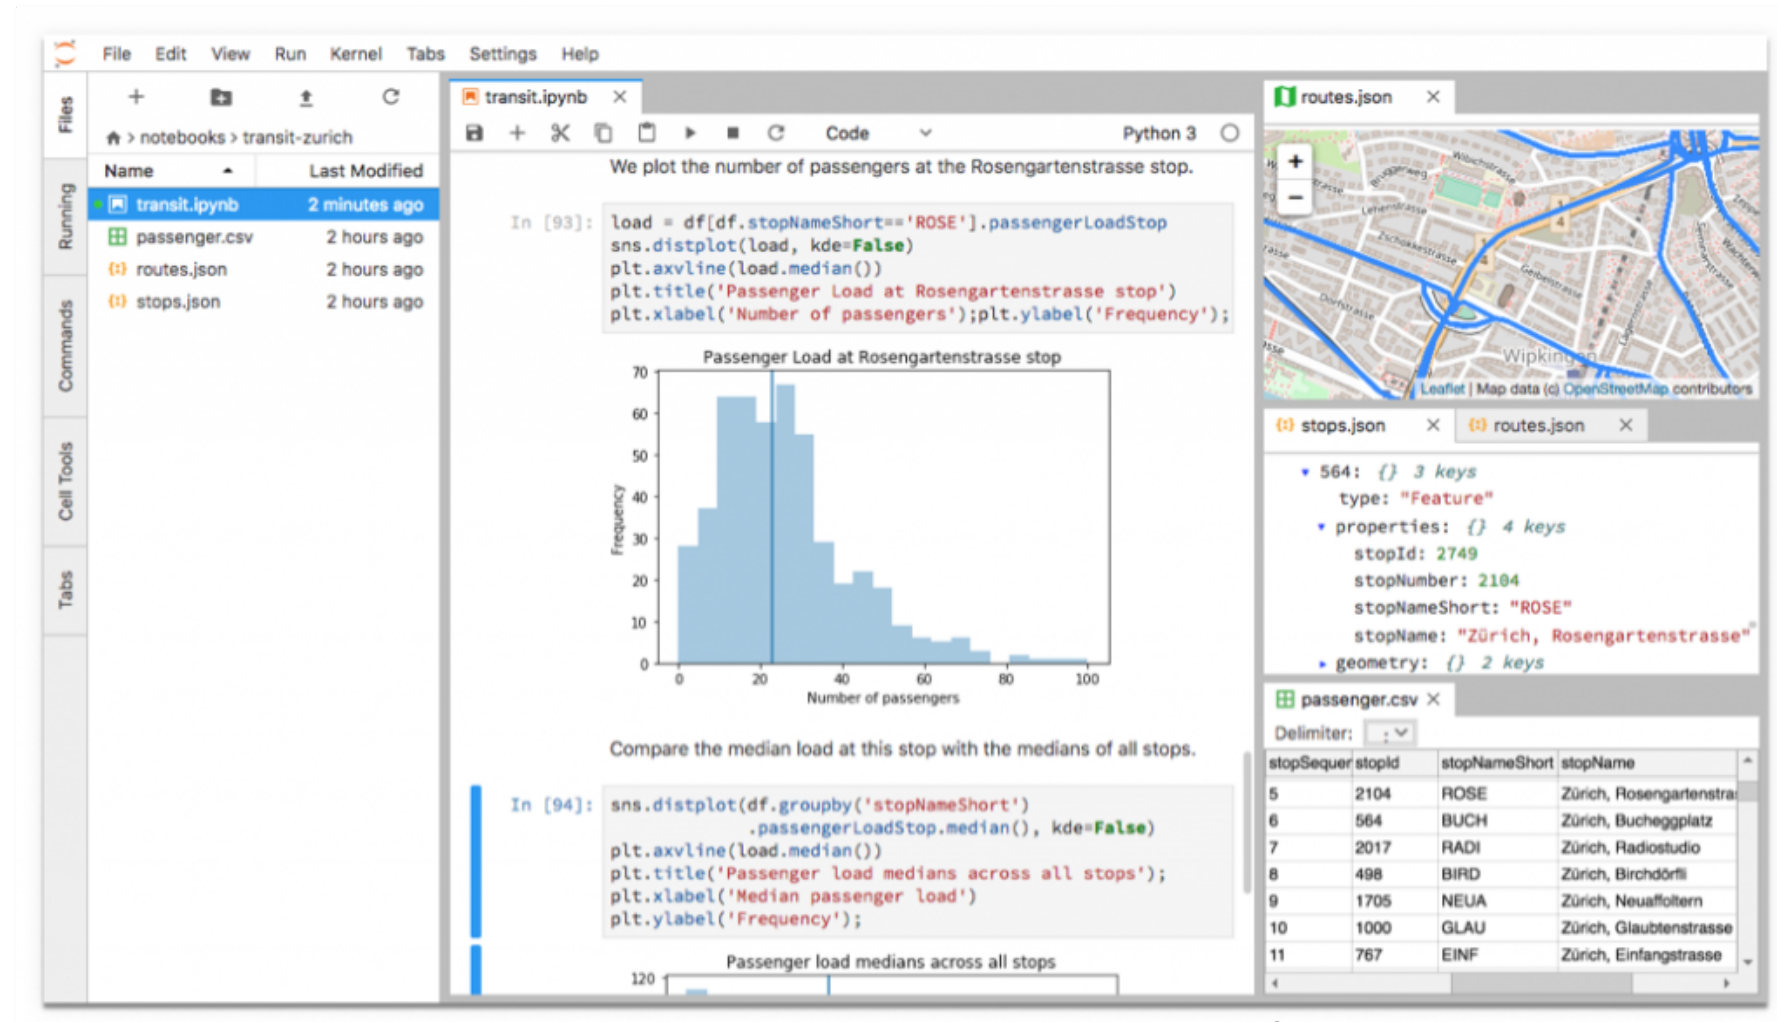 File Edit View Run Kernel Tabs Settings Help
Files
Running
Commands
Cell Tools
Tabs
notebooks > transit-zurich
Name Last Modified
transit.ipynb 2 minutes ago
passenger.csv 2 hours ago
routes.json 2 hours ago
stops.json 2 hours ago
transit.ipynb
Code Python 3
We plot the number of passengers at the Rosengartenstrasse stop.
In [93]: load = df[df.stopNameShort=='ROSE'].passengerLoadStop
sns.distplot(load, kde=False)
plt.axvline(load.median())
plt.title('Passenger Load at Rosengartenstrasse stop')
plt.xlabel('Number of passengers');plt.ylabel('Frequency');
Passenger Load at Rosengartenstrasse stop
70
60
50
40
30
20
10
0
Frequency
0 20 40 60 80 100
Number of passengers
Compare the median load at this stop with the medians of all stops.
In [94]: sns.distplot(df.groupby('stopNameShort')
.passengerLoadStop.median(), kde=False)
plt.axvline(load.median())
plt.title('Passenger load medians across all stops');
plt.xlabel('Median passenger load')
plt.ylabel('Frequency');
Passenger load medians across all stops
120
routes.json
+
−
Wibichstrasse
Bruggerweg
Lehenstrasse
Zschokkestrasse
Gerbestrasse
Dorfstrasse
Lägernstrasse
Wipkingen
Leaflet | Map data (c) OpenStreetMap contributors
stops.json routes.json
564: {} 3 keys
type: "Feature"
properties: {} 4 keys
stopId: 2749
stopNumber: 2104
stopNameShort: "ROSE"
stopName: "Zürich, Rosengartenstrasse"
geometry: {} 2 keys
passenger.csv
Delimiter: ;
stopSequer stopId stopNameShort stopName
5 2104 ROSE Zürich, Rosengartenstra
6 564 BUCH Zürich, Bucheggplatz
7 2017 RADI Zürich, Radiostudio
8 498 BIRD Zürich, Birchdörfli
9 1705 NEUA Zürich, Neuaffoltern
10 1000 GLAU Zürich, Glaubtenstrasse
11 767 EINF Zürich, Einfangstrasse